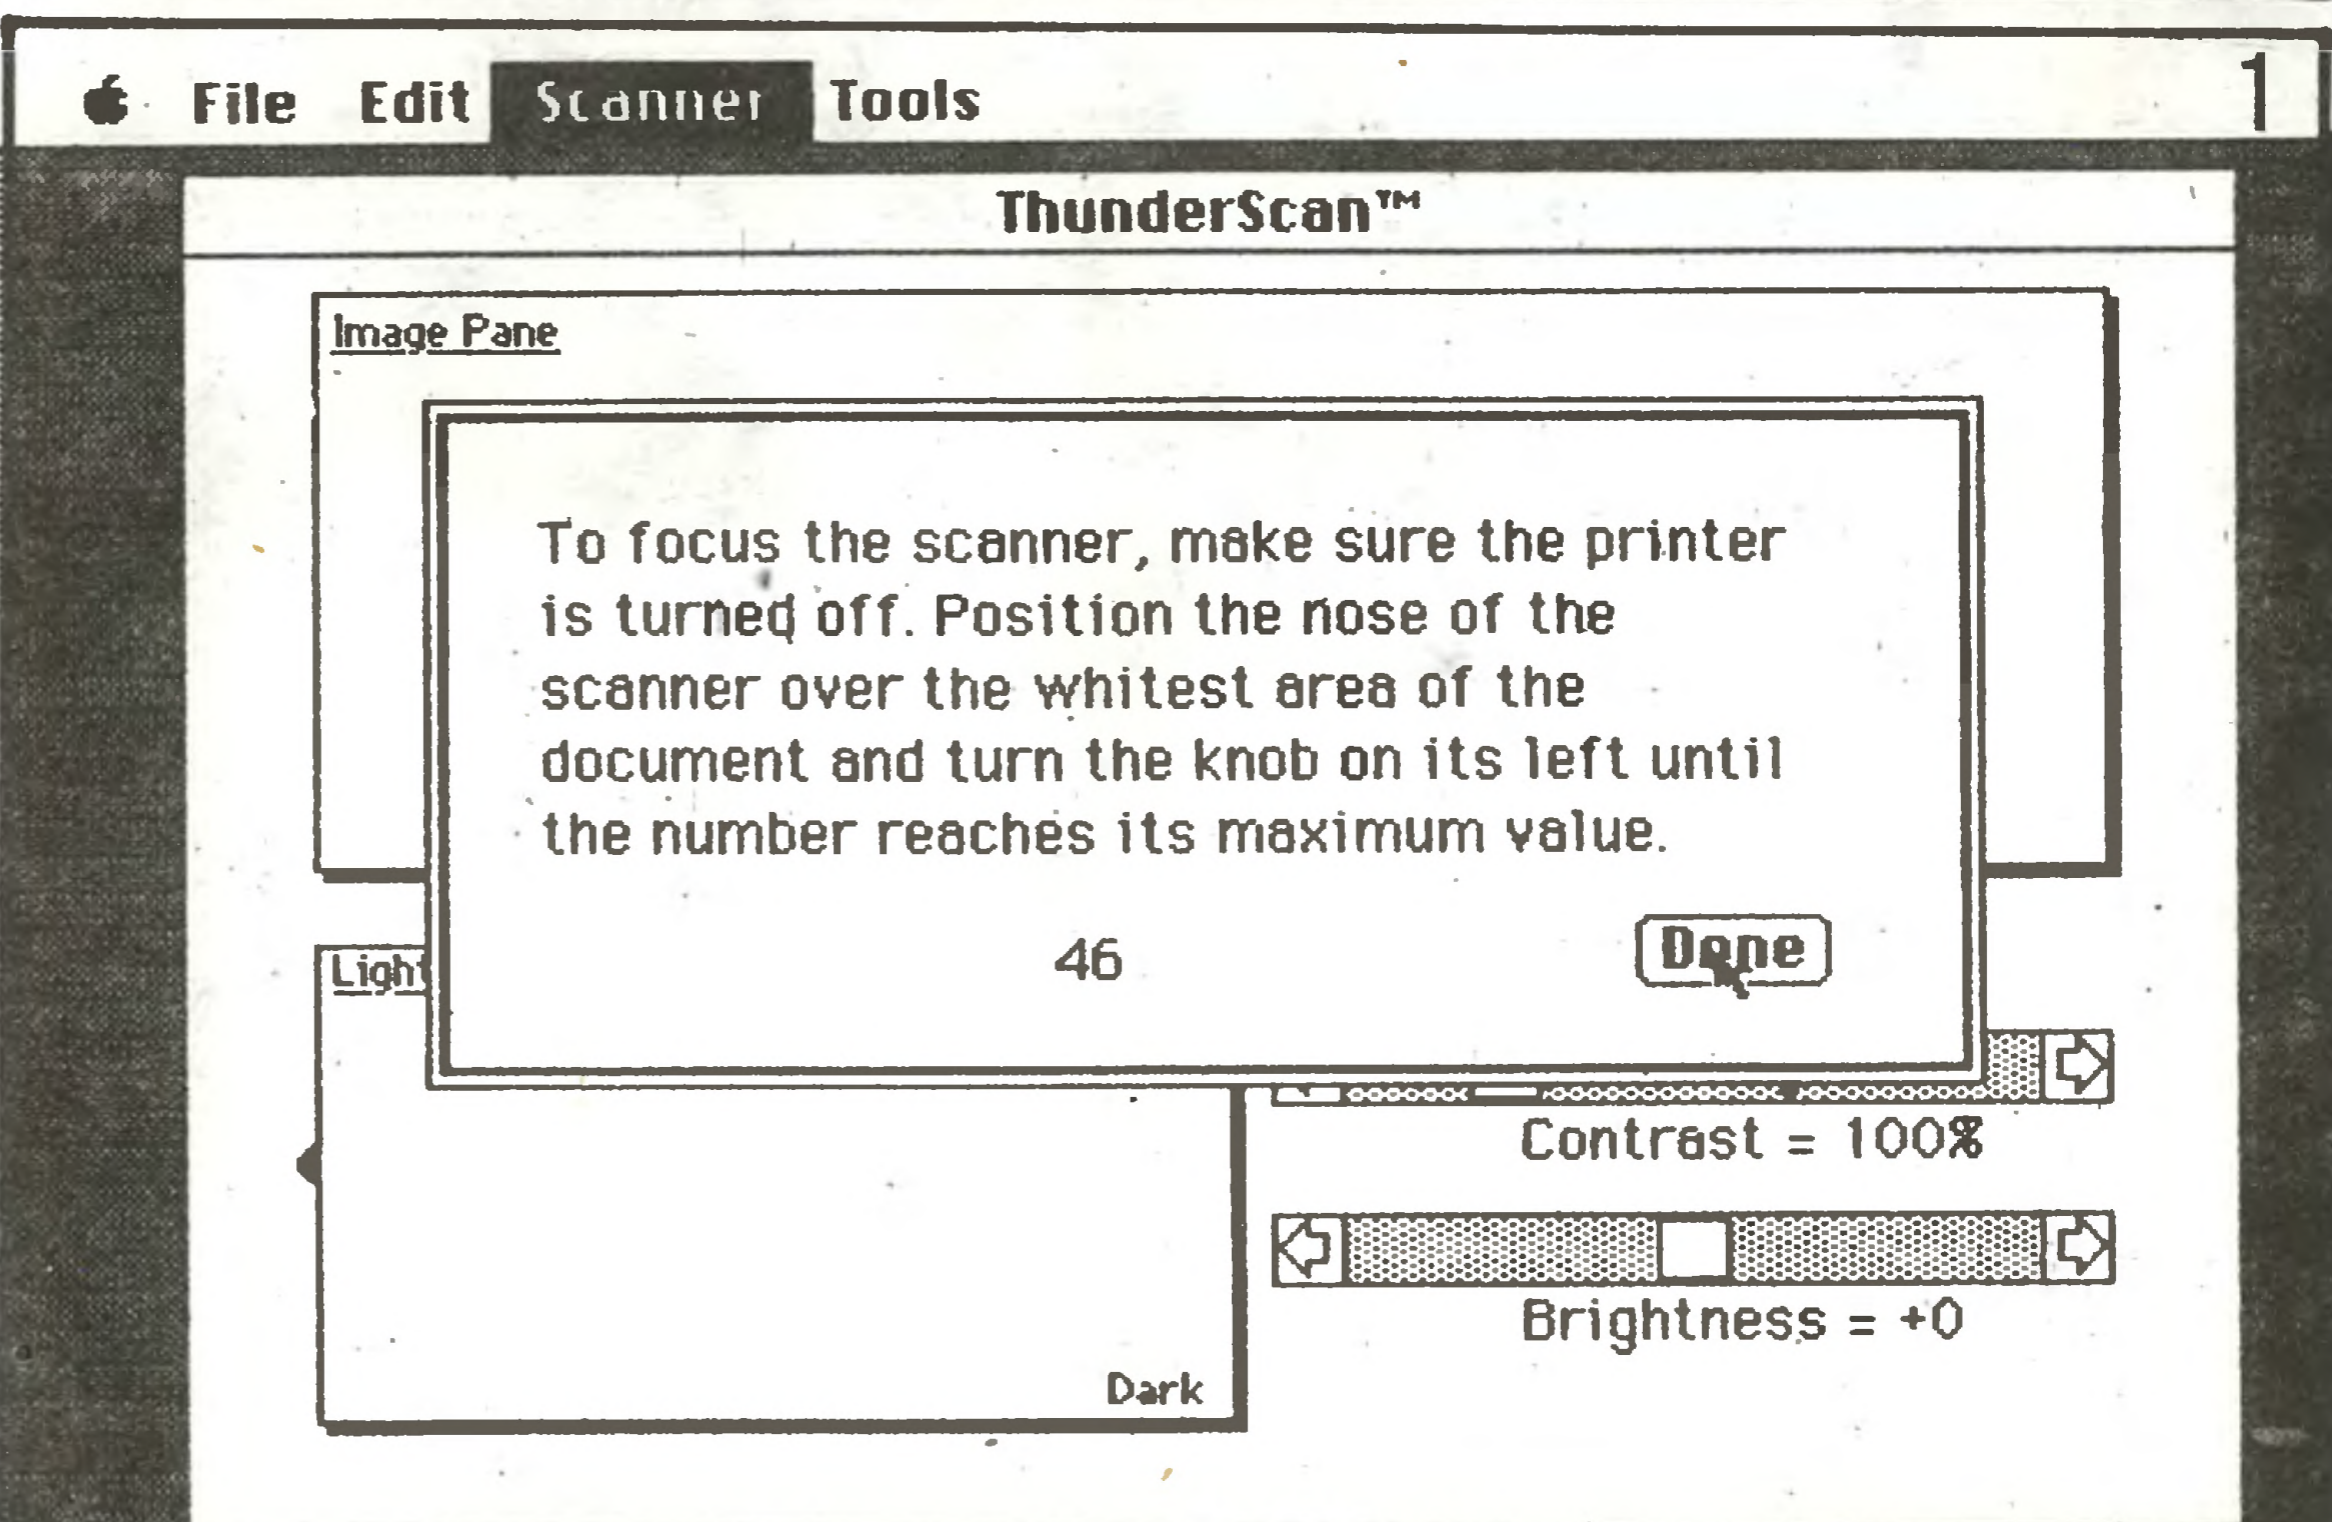 File Edit Scanner Tools 1
ThunderScan™
Image Pane
To focus the scanner, make sure the printer
is turned off. Position the nose of the
scanner over the whitest area of the
document and turn the knob on its left until
the number reaches its maximum value.
46 Done
Light
Contrast = 100%
Brightness = +0
Dark